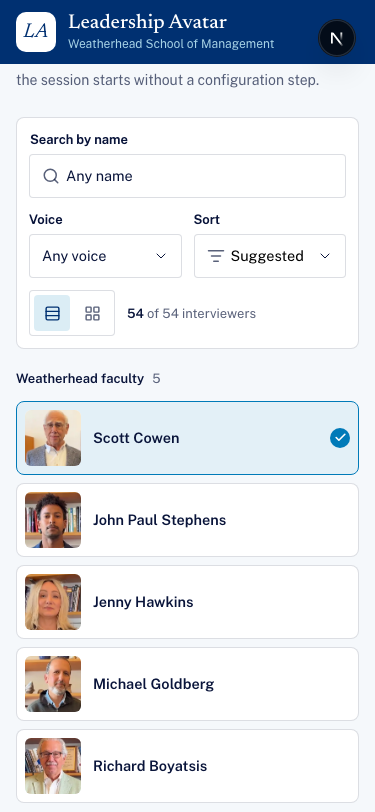 LA
Leadership Avatar
Weatherhead School of Management
N
the session starts without a configuration step.
Search by name
Any name
Voice
Sort
Any voice
Suggested
54 of 54 interviewers
Weatherhead faculty 5
Scott Cowen
John Paul Stephens
Jenny Hawkins
Michael Goldberg
Richard Boyatsis